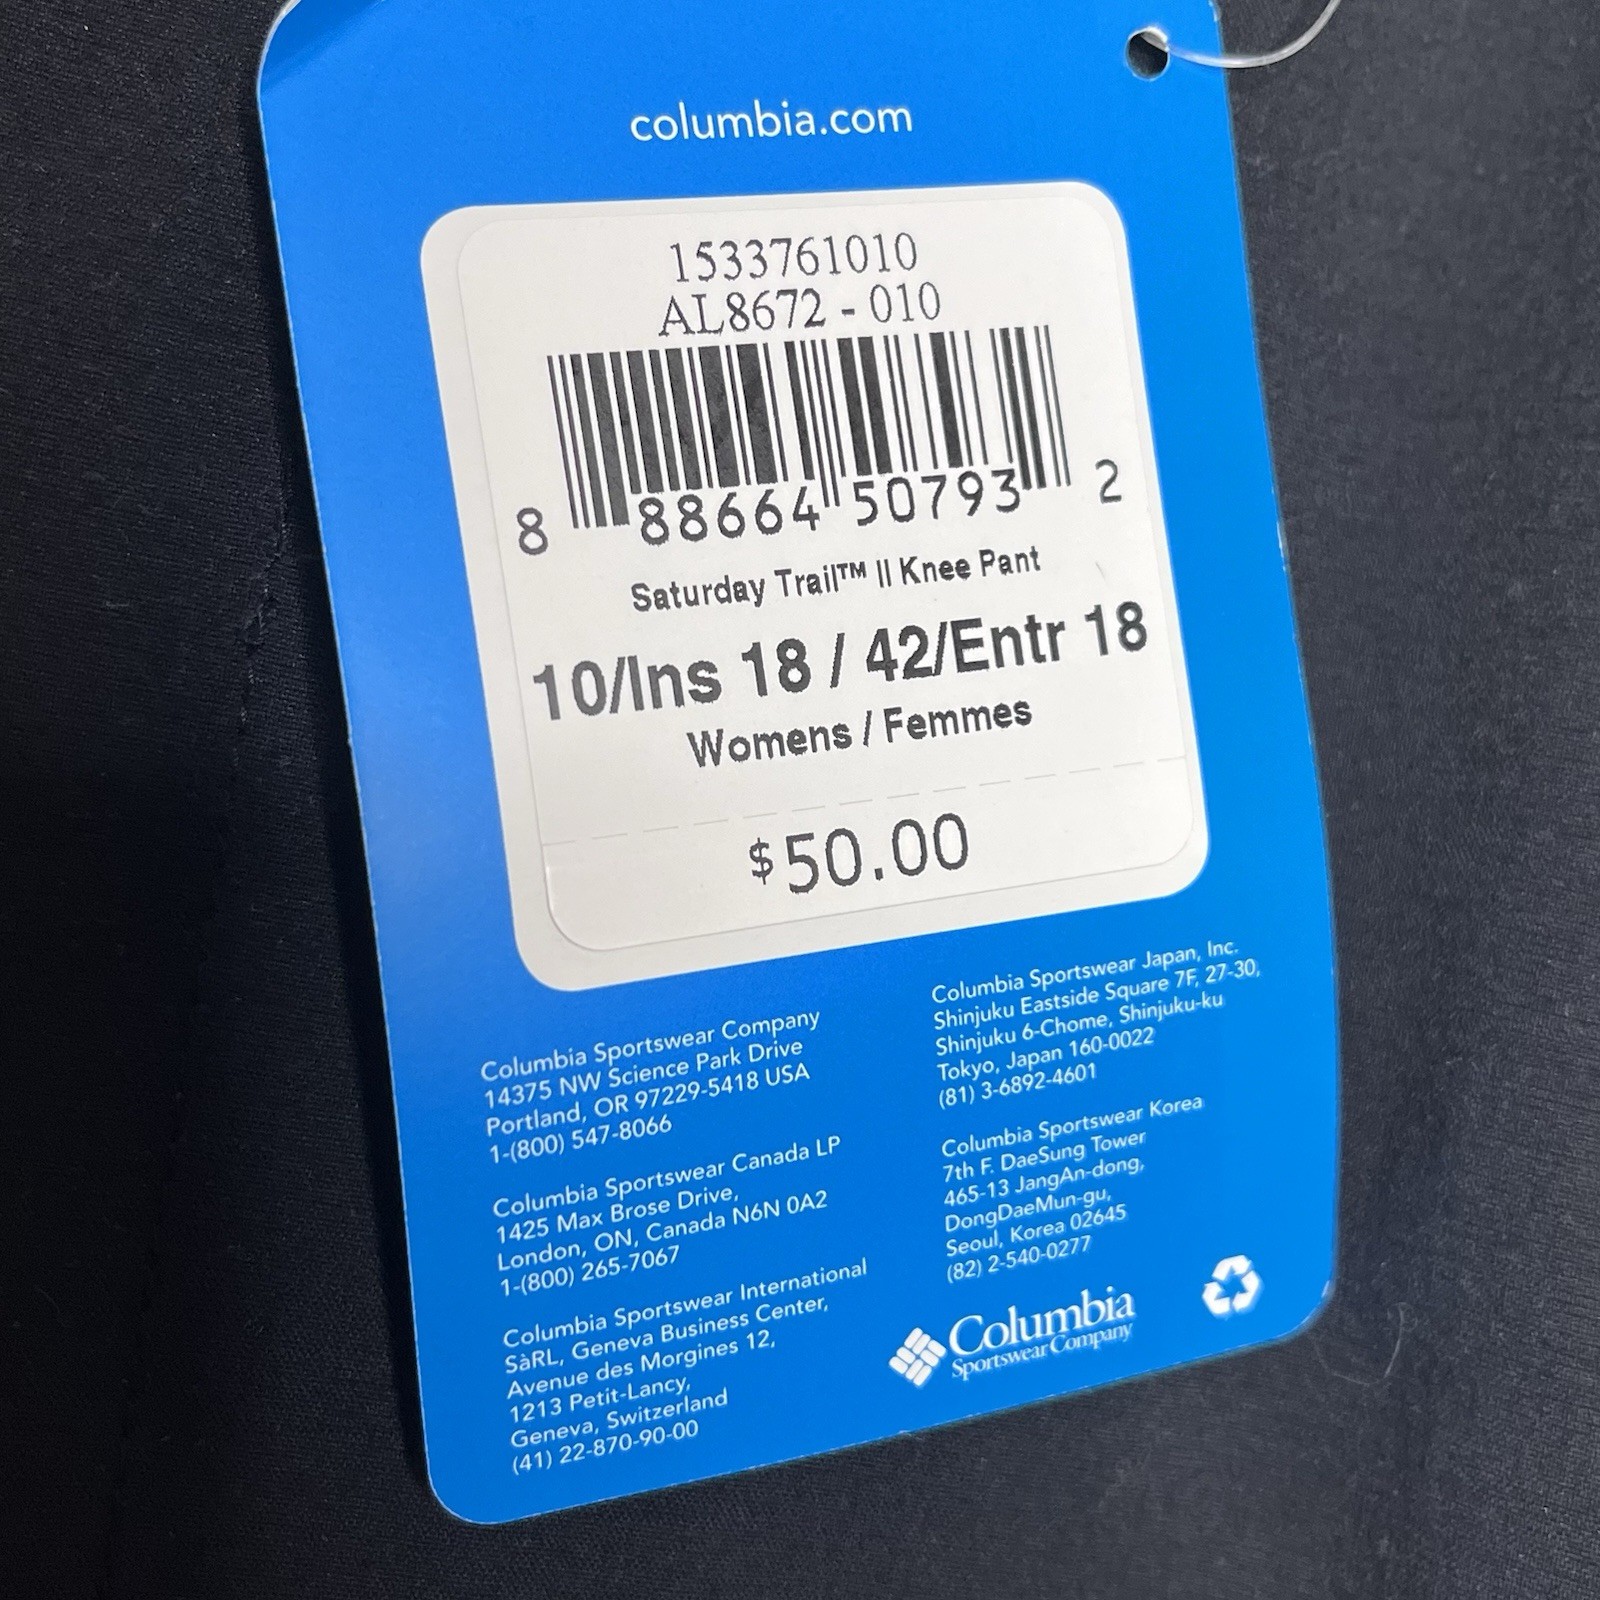 columbia.com
1533761010
AL8672 - 010
8 88664 50793 2
Saturday Trail™ II Knee Pant
10/Ins 18 / 42/Entr 18
Womens / Femmes
$50.00
Columbia Sportswear Company
14375 NW Science Park Drive
Portland, OR 97229-5418 USA
1-(800) 547-8066
Columbia Sportswear Canada LP
1425 Max Brose Drive,
London, ON, Canada N6N 0A2
1-(800) 265-7067
Columbia Sportswear International
SàRL, Geneva Business Center,
Avenue des Morgines 12,
1213 Petit-Lancy,
Geneva, Switzerland
(41) 22-870-90-00
Columbia Sportswear Japan, Inc.
Shinjuku Eastside Square 7F, 27-30,
Shinjuku 6-Chome, Shinjuku-ku
Tokyo, Japan 160-0022
(81) 3-6892-4601
Columbia Sportswear Korea
7th F. DaeSung Tower
465-13 JangAn-dong,
DongDaeMun-gu,
Seoul, Korea 02645
(82) 2-540-0277
Columbia
Sportswear Company